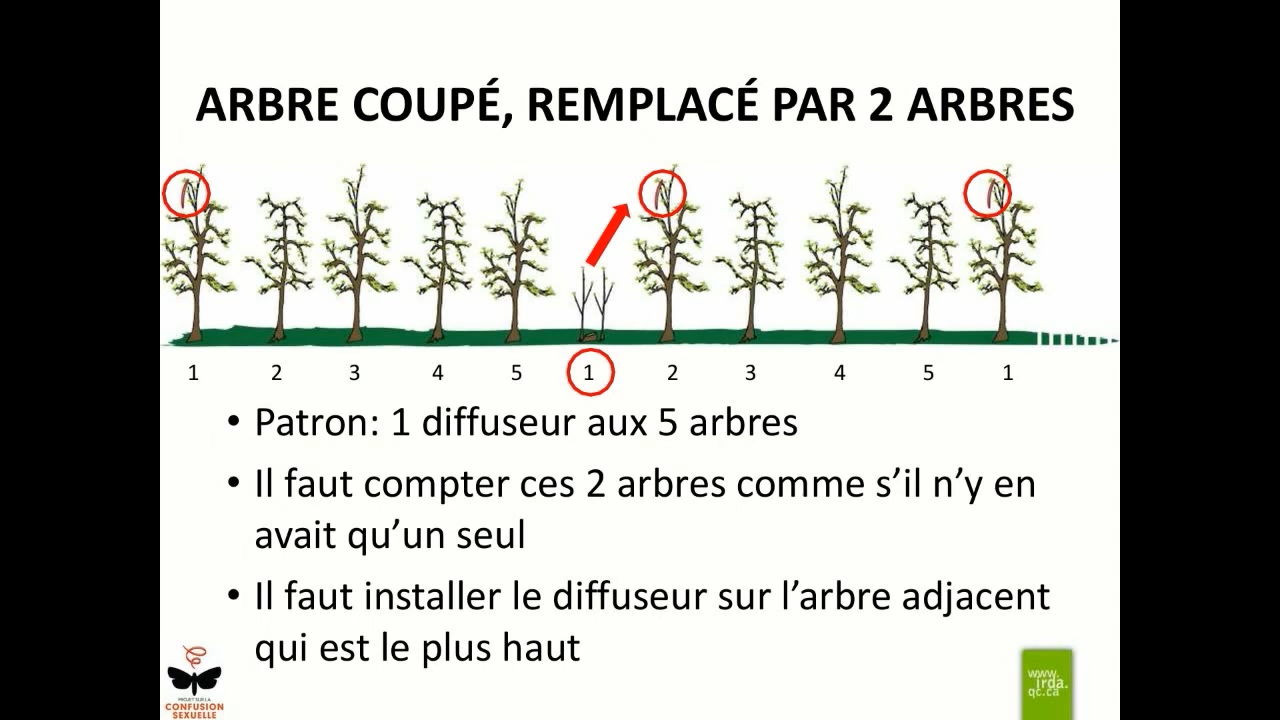 ARBRE COUPÉ, REMPLACÉ PAR 2 ARBRES
1 2 3 4 5 1 2 3 4 5 1
• Patron: 1 diffuseur aux 5 arbres
• Il faut compter ces 2 arbres comme s’il n’y en
avait qu’un seul
• Il faut installer le diffuseur sur l’arbre adjacent
qui est le plus haut
PROJET SUR LA
CONFUSION
SEXUELLE
www.
irda.
qc.ca